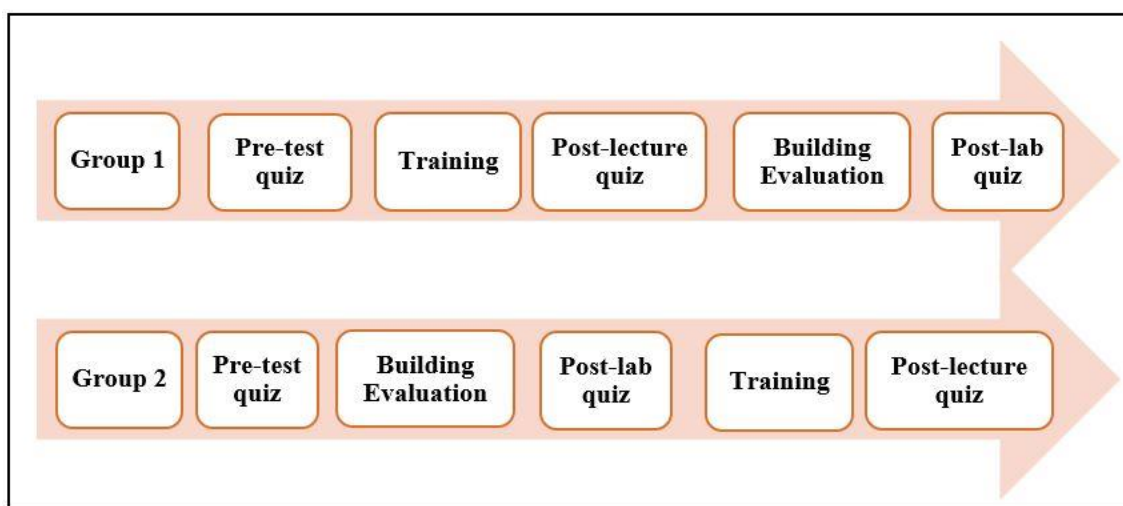 Group 1
Pre-test
quiz
Training
Post-lecture
quiz
Building
Evaluation
Post-lab
quiz
Group 2
Pre-test
quiz
Building
Evaluation
Post-lab
quiz
Training
Post-lecture
quiz